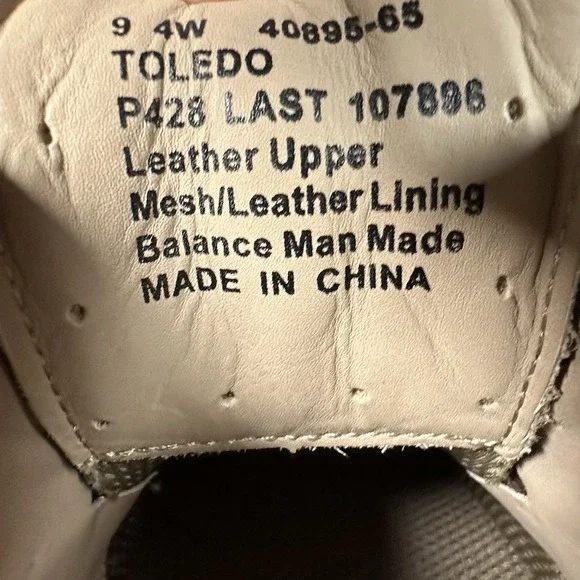 9 4W 40895-65
TOLEDO
P428 LAST 107896
Leather Upper
Mesh/Leather Lining
Balance Man Made
MADE IN CHINA